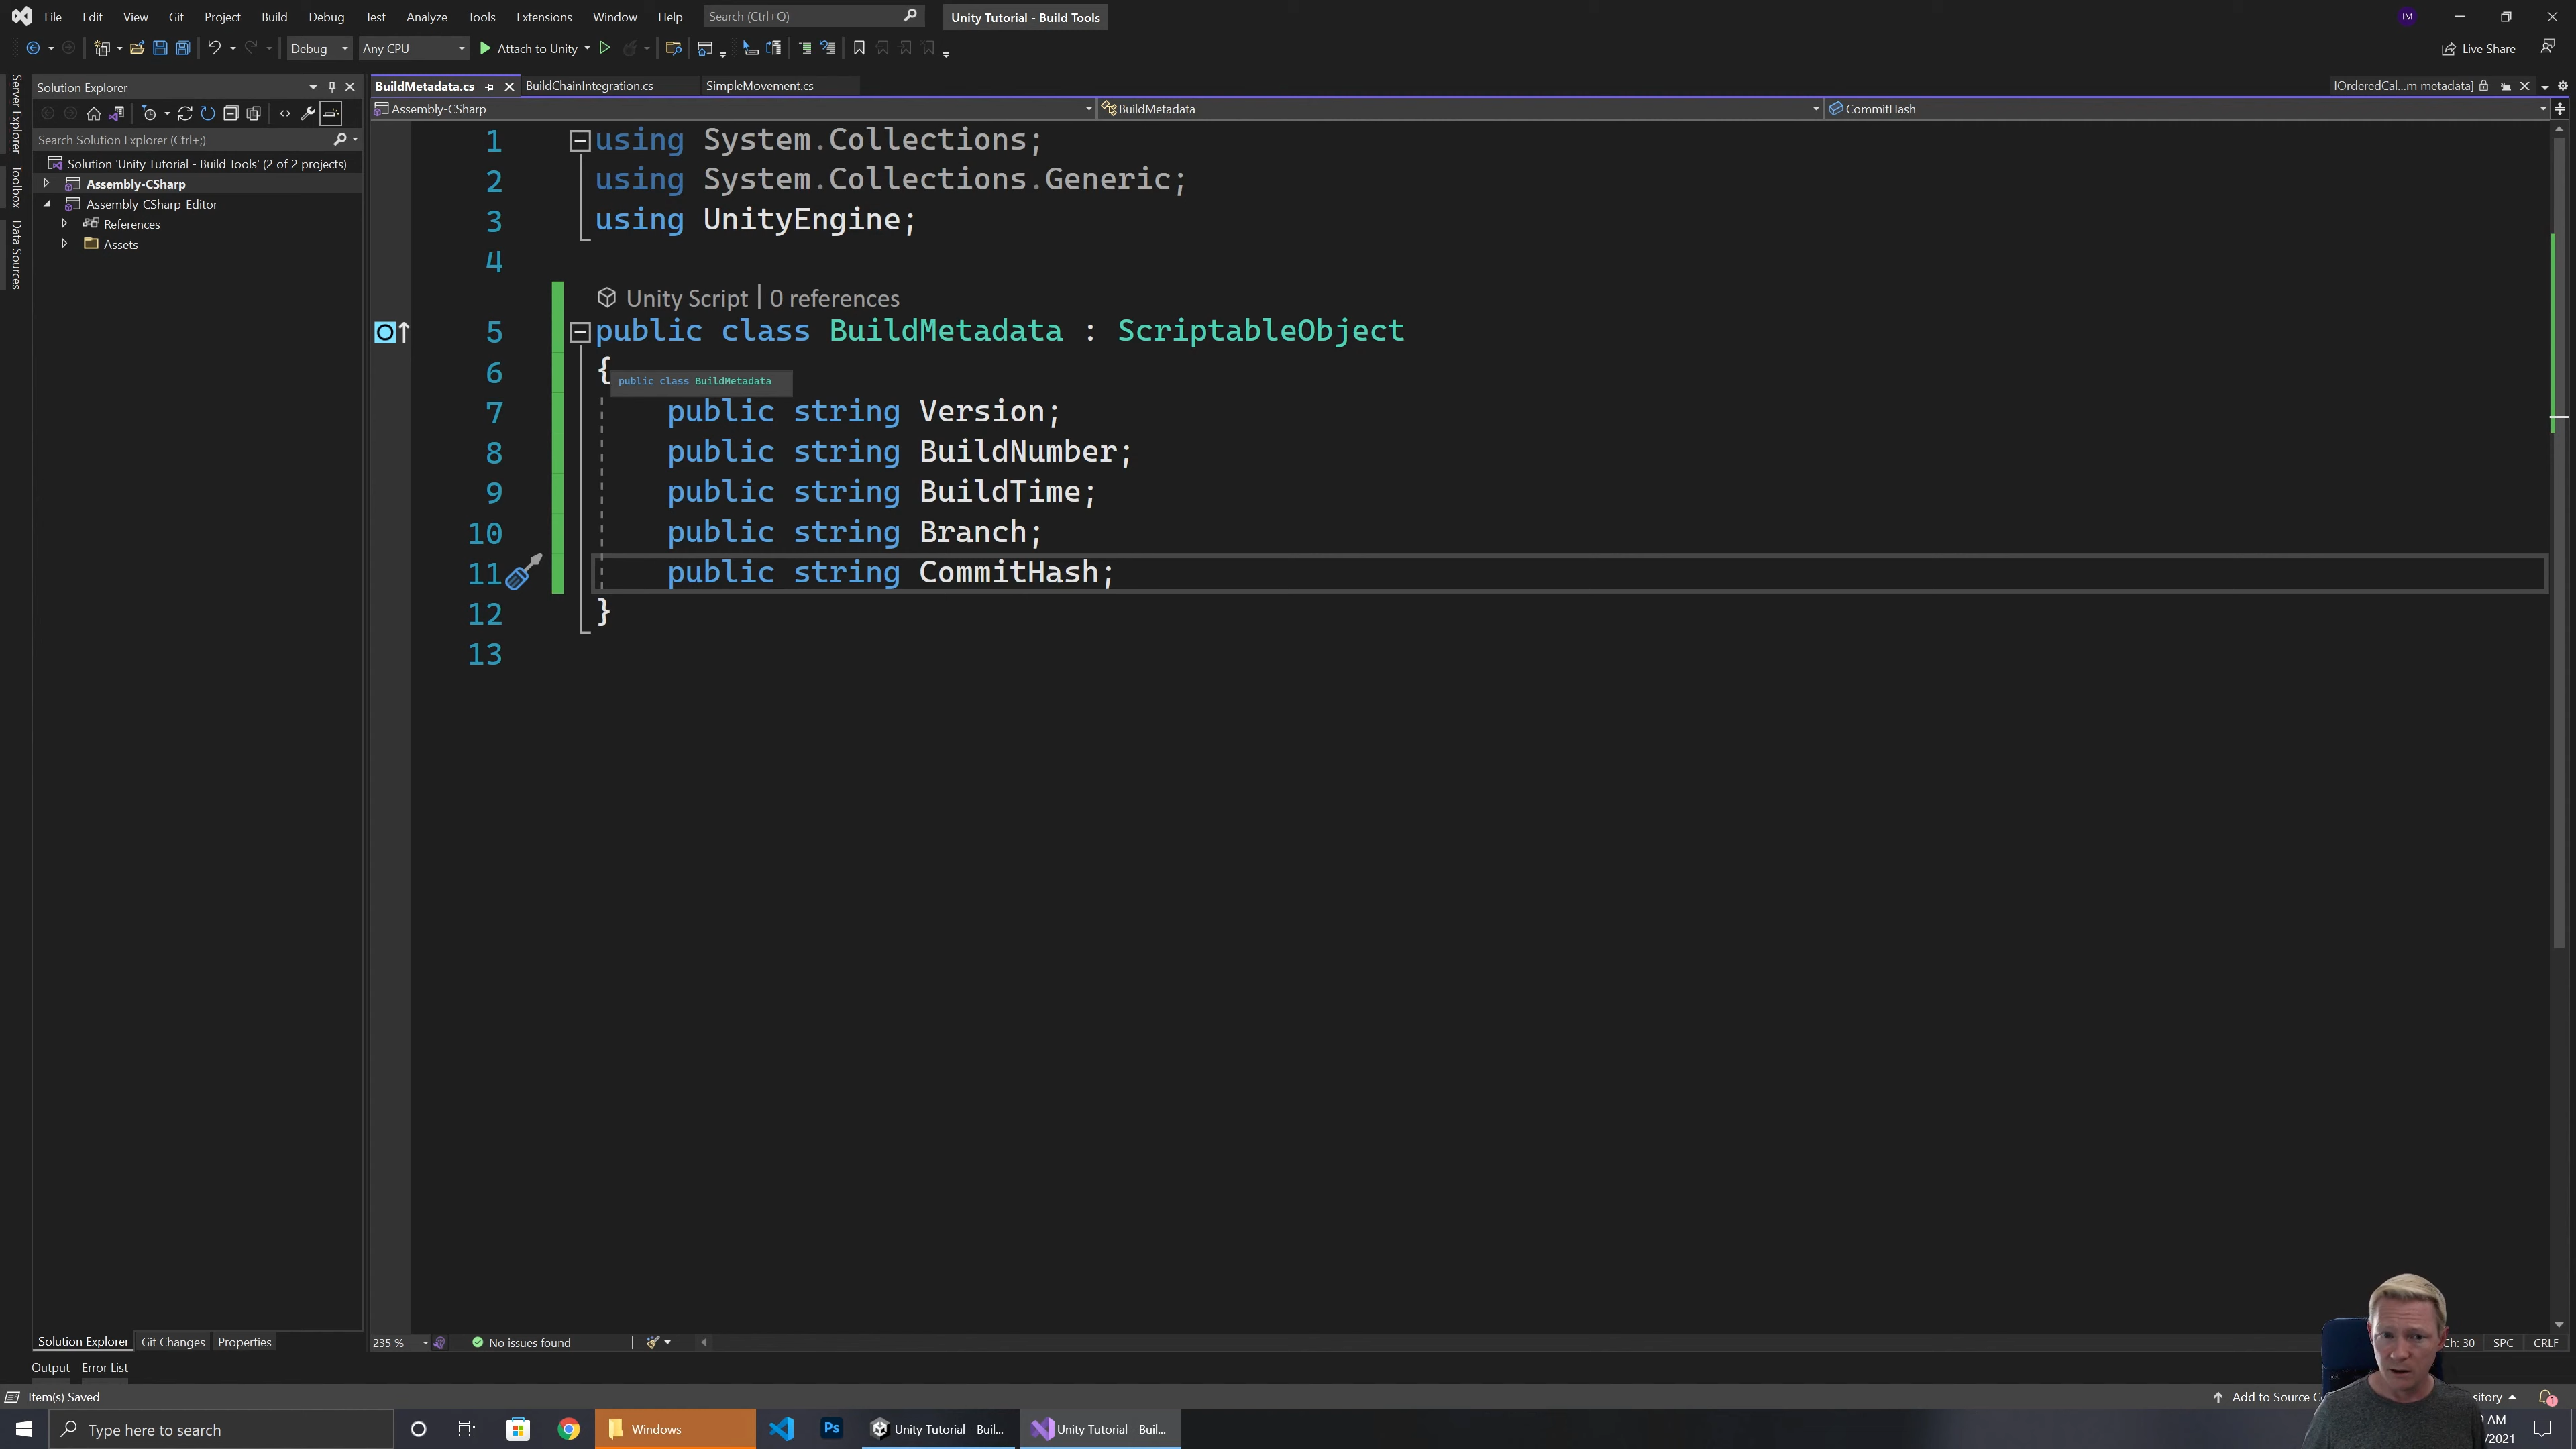 File Edit View Git Project Build Debug Test Analyze Tools Extensions Window Help Search (Ctrl+Q) Unity Tutorial - Build Tools IM
Debug Any CPU Attach to Unity Live Share
Server Explorer
Toolbox
Data Sources
Solution Explorer
Search Solution Explorer (Ctrl+;)
Solution 'Unity Tutorial - Build Tools' (2 of 2 projects)
Assembly-CSharp
Assembly-CSharp-Editor
References
Assets
BuildMetadata.cs BuildChainIntegration.cs SimpleMovement.cs IOrderedCal...m metadata]
Assembly-CSharp BuildMetadata CommitHash
1 using System.Collections;
2 using System.Collections.Generic;
3 using UnityEngine;
4
Unity Script | 0 references
5 public class BuildMetadata : ScriptableObject
6 {
public class BuildMetadata
7 public string Version;
8 public string BuildNumber;
9 public string BuildTime;
10 public string Branch;
11 public string CommitHash;
12 }
13
Solution Explorer Git Changes Properties
235 % No issues found Ch: 30 SPC CRLF
Output Error List
Item(s) Saved Add to Source 1
Type here to search Ps Windows Unity Tutorial - Buil... Unity Tutorial - Buil... AM
/2021